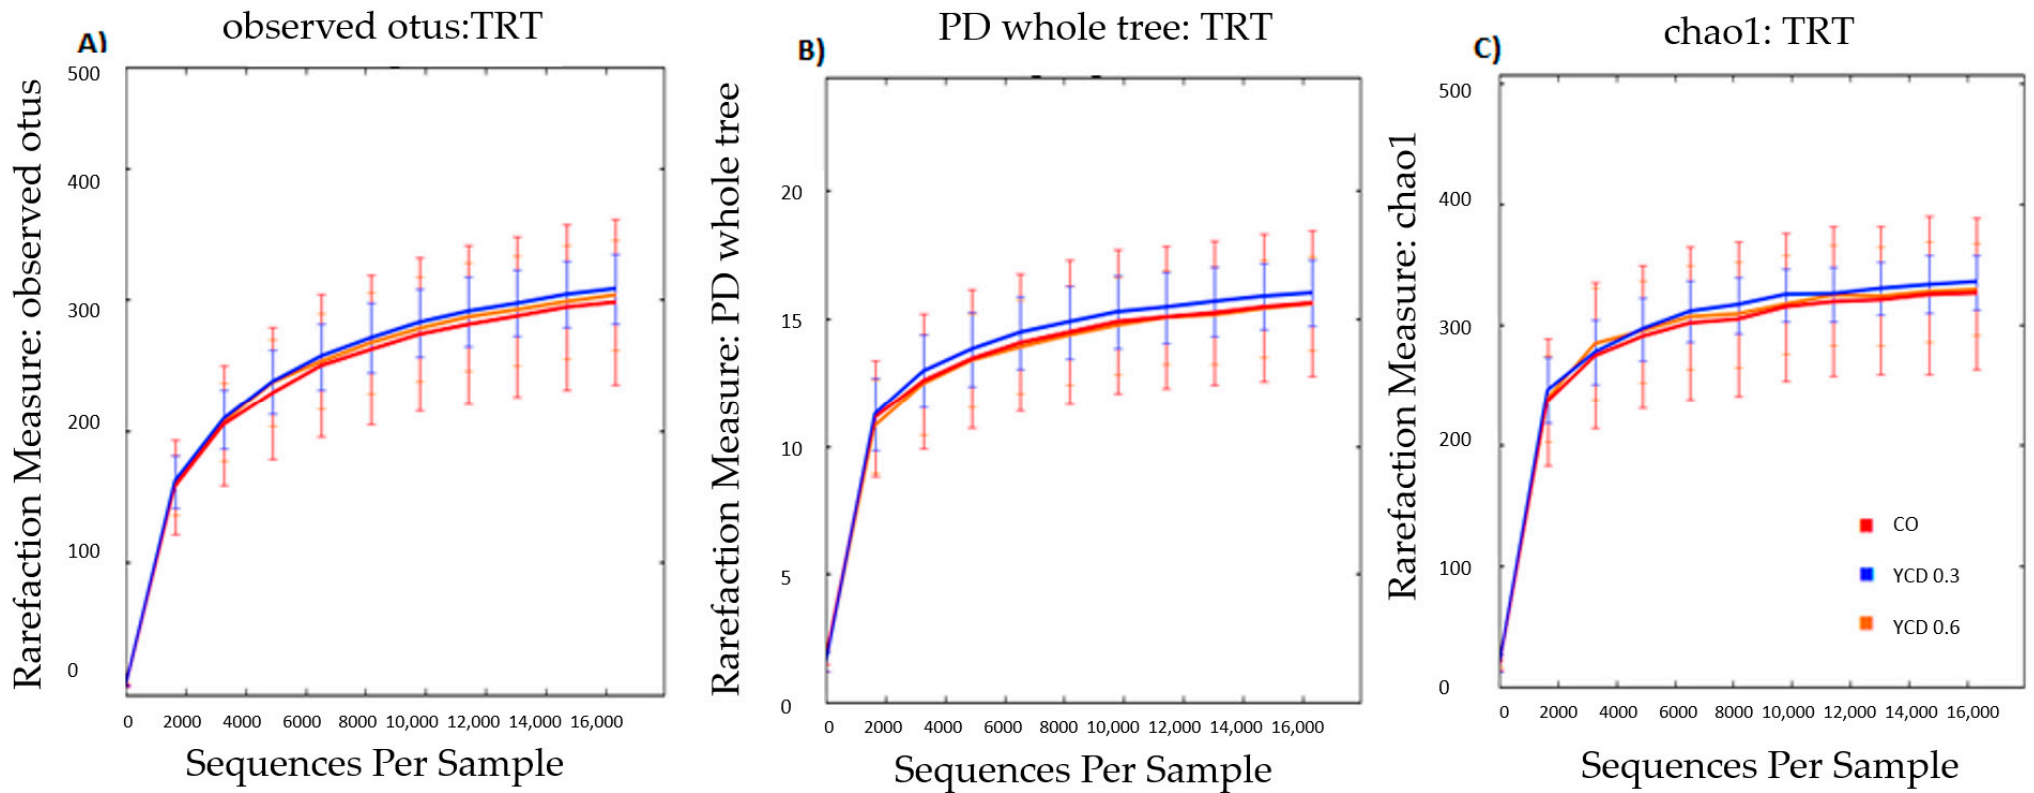 observed otus:TRT
A)
Rarefaction Measure: observed otus
500
400
300
200
100
0
0 2000 4000 6000 8000 10,000 12,000 14,000 16,000
Sequences Per Sample
PD whole tree: TRT
B)
Rarefaction Measure: PD whole tree
20
15
10
5
0
0 2000 4000 6000 8000 10,000 12,000 14,000 16,000
Sequences Per Sample
chao1: TRT
C)
Rarefaction Measure: chao1
500
400
300
200
100
0
CO
YCD 0.3
YCD 0.6
0 2000 4000 6000 8000 10,000 12,000 14,000 16,000
Sequences Per Sample